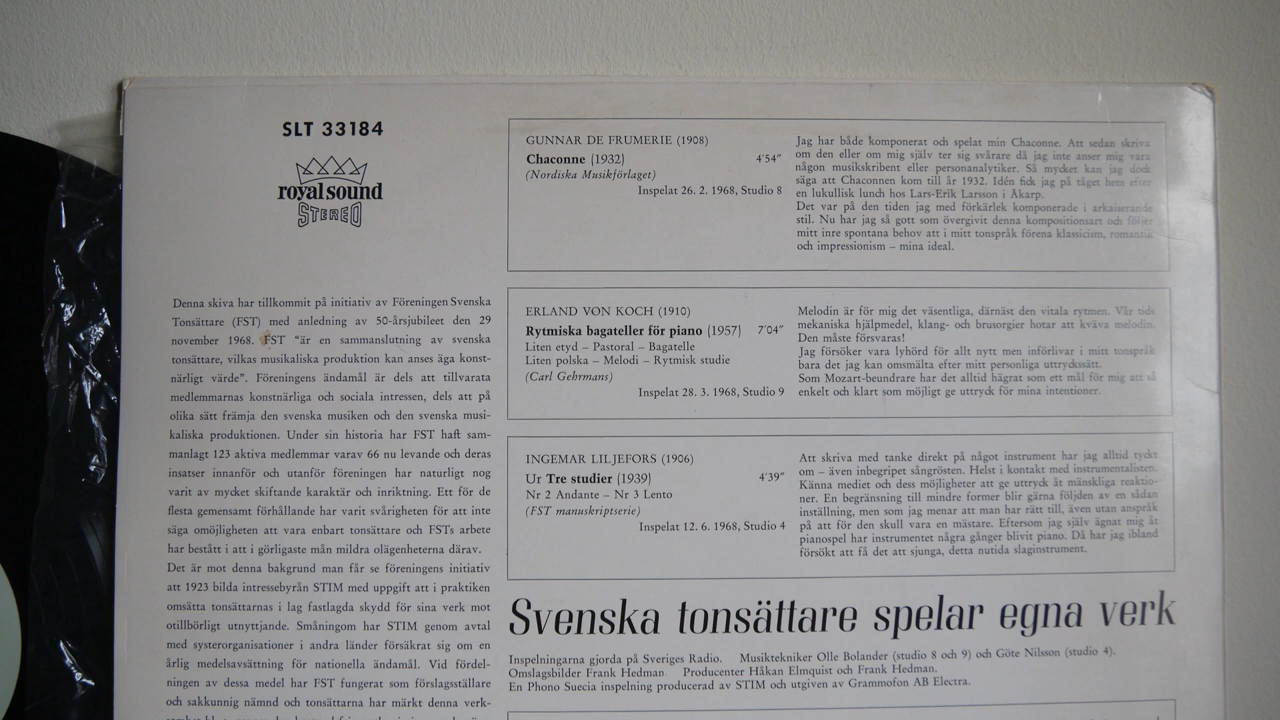 SLT 33184
royal sound
STEREO
Denna skiva har tillkommit på initiativ av Föreningen Svenska
Tonsättare (FST) med anledning av 50-årsjubileet den 29
november 1968. FST "är en sammanslutning av svenska
tonsättare, vilkas musikaliska produktion kan anses äga konst-
närligt värde". Föreningens ändamål är dels att tillvarata
medlemmarnas konstnärliga och sociala intressen, dels att på
olika sätt främja den svenska musiken och den svenska musi-
kaliska produktionen. Under sin historia har FST haft sam-
manlagt 123 aktiva medlemmar varav 66 nu levande och deras
insatser innanför och utanför föreningen har naturligt nog
varit av mycket skiftande karaktär och inriktning. Ett för de
flesta gemensamt förhållande har varit svårigheten för att inte
säga omöjligheten att vara enbart tonsättare och FSTs arbete
har bestått i att i görligaste mån mildra olägenheterna därav.
Det är mot denna bakgrund man får se föreningens initiativ
att 1923 bilda intressebyrån STIM med uppgift att i praktiken
omsätta tonsättarnas i lag fastlagda skydd för sina verk mot
otillbörligt utnyttjande. Småningom har STIM genom avtal
med systerorganisationer i andra länder försäkrat sig om en
årlig medelsavsättning för nationella ändamål. Vid fördel-
ningen av dessa medel har FST fungerat som förslagsställare
och sakkunnig nämnd och tonsättarna har märkt denna verk-
GUNNAR DE FRUMERIE (1908)
Chaconne (1932) 4'54"
(Nordiska Musikförlaget)
Inspelat 26. 2. 1968, Studio 8
Jag har både komponerat och spelat min Chaconne. Att sedan skriva
om den eller om mig själv ter sig svårare då jag inte anser mig vara
någon musikskribent eller personanalytiker. Så mycket kan jag dock
säga att Chaconnen kom till år 1932. Idén fick jag på tåget hem efter
en lukullisk lunch hos Lars-Erik Larsson i Åkarp.
Det var på den tiden jag med förkärlek komponerade i arkaiserande
stil. Nu har jag så gott som övergivit denna kompositionsart och följer
mitt inre spontana behov att i mitt tonspråk förena klassicism, romantik
och impressionism – mina ideal.
ERLAND VON KOCH (1910)
Rytmiska bagateller för piano (1957) 7'04"
Liten etyd – Pastoral – Bagatelle
Liten polska – Melodi – Rytmisk studie
(Carl Gehrmans)
Inspelat 28. 3. 1968, Studio 9
Melodin är för mig det väsentliga, därnäst den vitala rytmen. Vår tids
mekaniska hjälpmedel, klang- och brusorgier hotar att kväva melodin.
Den måste försvaras!
Jag försöker vara lyhörd för allt nytt men införlivar i mitt tonspråk
bara det jag kan omsmälta efter mitt personliga uttryckssätt.
Som Mozart-beundrare har det alltid hägrat som ett mål för mig att så
enkelt och klart som möjligt ge uttryck för mina intentioner.
INGEMAR LILJEFORS (1906)
Ur Tre studier (1939) 4'39"
Nr 2 Andante – Nr 3 Lento
(FST manuskriptserie)
Inspelat 12. 6. 1968, Studio 4
Att skriva med tanke direkt på något instrument har jag alltid tyckt
om – även inbegripet sångrösten. Helst i kontakt med instrumentalisten.
Känna mediet och dess möjligheter att ge uttryck åt mänskliga reaktio-
ner. En begränsning till mindre former blir gärna följden av en sådan
inställning, men som jag menar att man har rätt till, även utan anspråk
på att för den skull vara en mästare. Eftersom jag själv ägnat mig åt
pianospel har instrumentet några gånger blivit piano. Då har jag ibland
försökt att få det att sjunga, detta nutida slaginstrument.
Svenska tonsättare spelar egna verk
Inspelningarna gjorda på Sveriges Radio. Musiktekniker Olle Bolander (studio 8 och 9) och Göte Nilsson (studio 4).
Omslagsbilder Frank Hedman. Producenter Håkan Elmquist och Frank Hedman.
En Phono Suecia inspelning producerad av STIM och utgiven av Grammofon AB Electra.